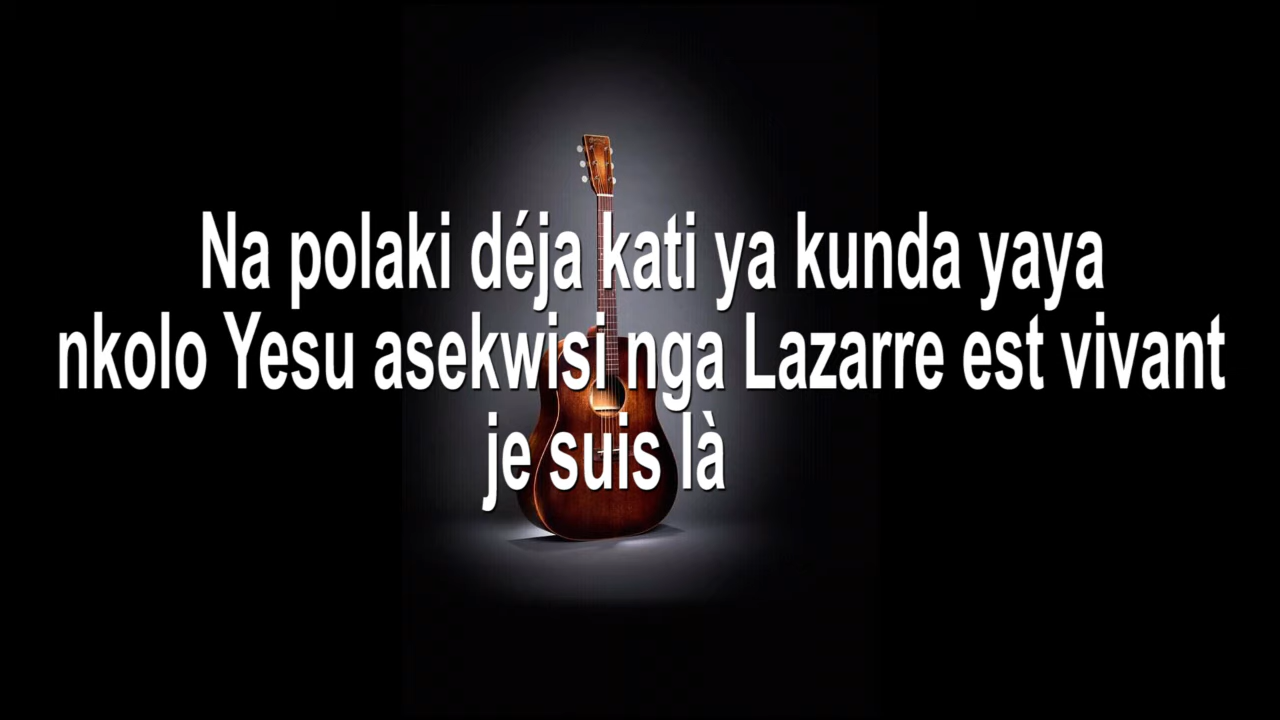 Na polaki déja kati ya kunda yaya
nkolo Yesu asekwisi nga Lazarre est vivant
je suis là